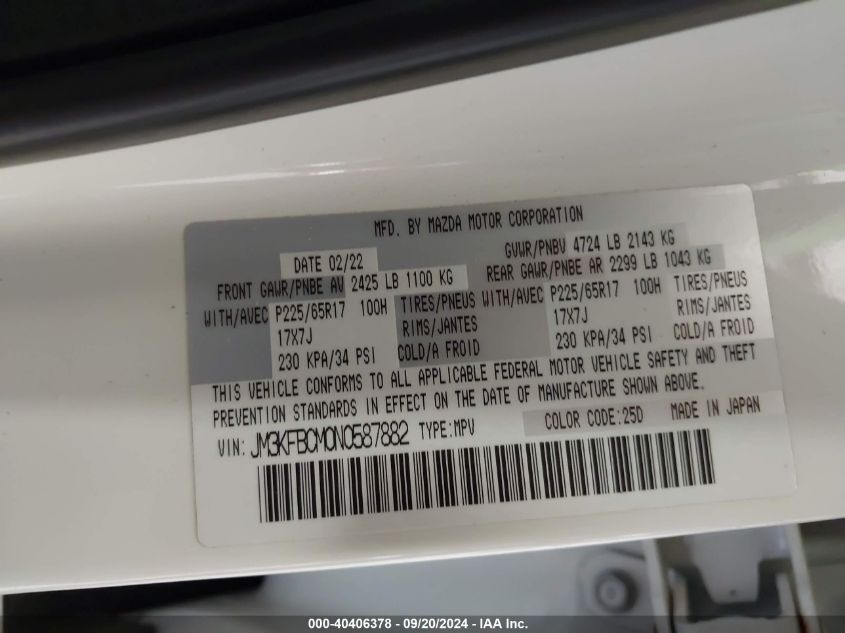 MFD. BY MAZDA MOTOR CORPORATION
DATE 02/22 GVWR/PNBV 4724 LB 2143 KG
FRONT GAWR/PNBE AV 2425 LB 1100 KG REAR GAWR/PNBE AR 2299 LB 1043 KG
WITH/AVEC P225/65R17 100H TIRES/PNEUS WITH/AVEC P225/65R17 100H TIRES/PNEUS
17X7J RIMS/JANTES 17X7J RIMS/JANTES
230 KPA/34 PSI COLD/A FROID 230 KPA/34 PSI COLD/A FROID
THIS VEHICLE CONFORMS TO ALL APPLICABLE FEDERAL MOTOR VEHICLE SAFETY AND THEFT
PREVENTION STANDARDS IN EFFECT ON THE DATE OF MANUFACTURE SHOWN ABOVE.
COLOR CODE:25D MADE IN JAPAN
VIN: JM3KFBCM0N0587882 TYPE:MPV
000-40406378 - 09/20/2024 - IAA Inc.